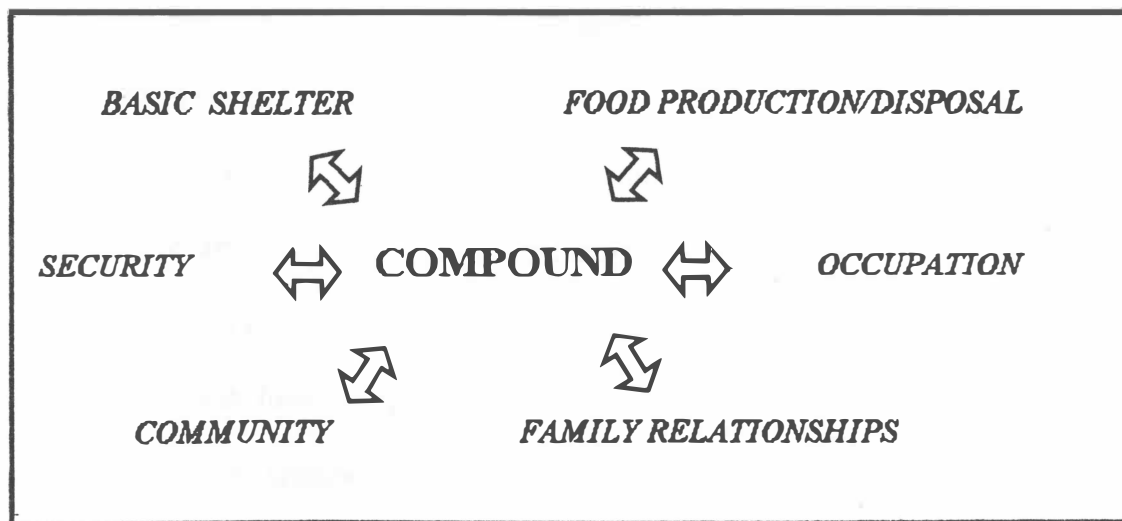 BASIC SHELTER
FOOD PRODUCTION/DISPOSAL
SECURITY
COMPOUND
OCCUPATION
COMMUNITY
FAMILY RELATIONSHIPS